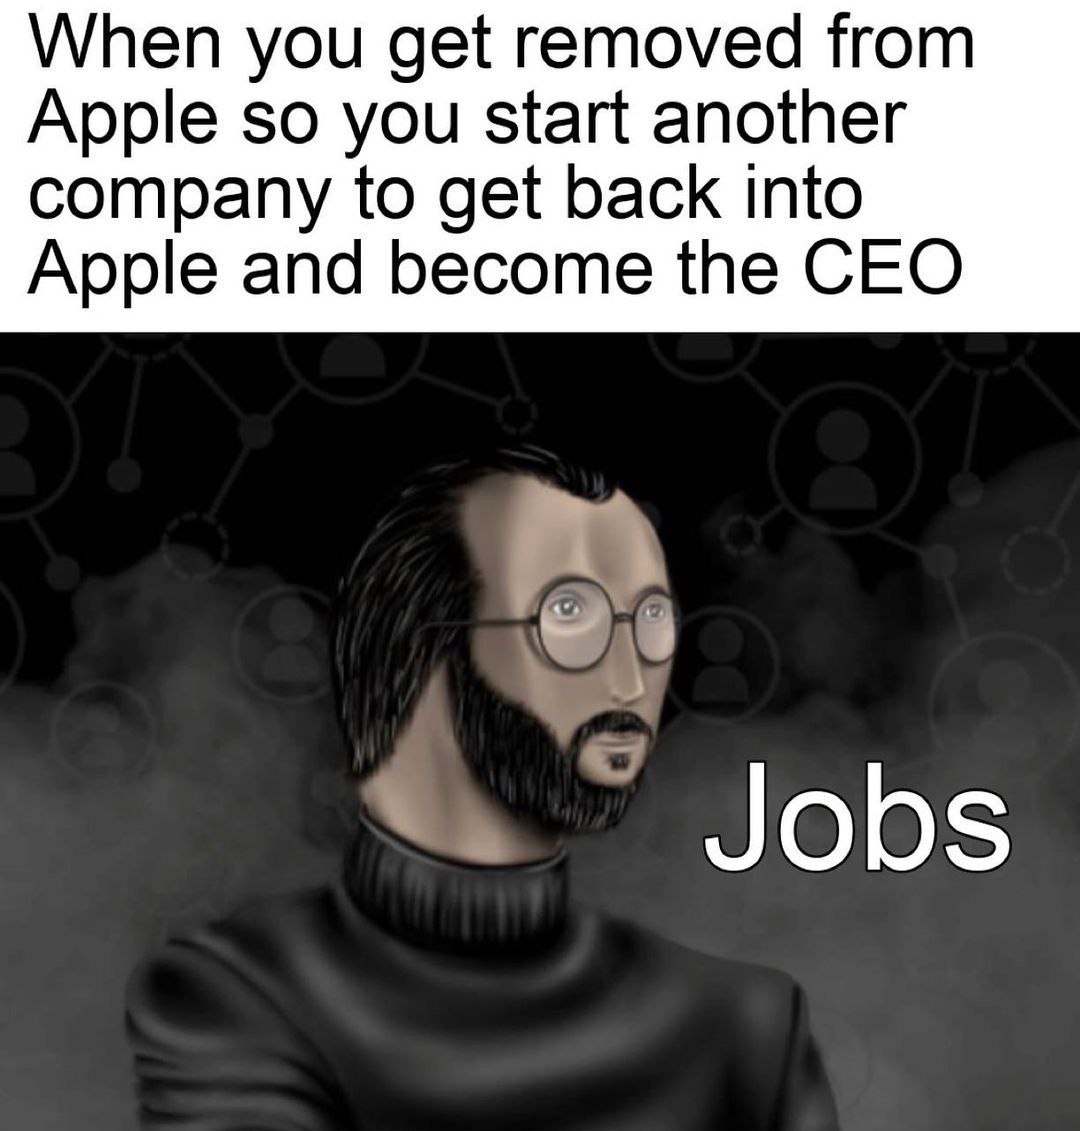 When you get removed from
Apple so you start another
company to get back into
Apple and become the CEO
Jobs